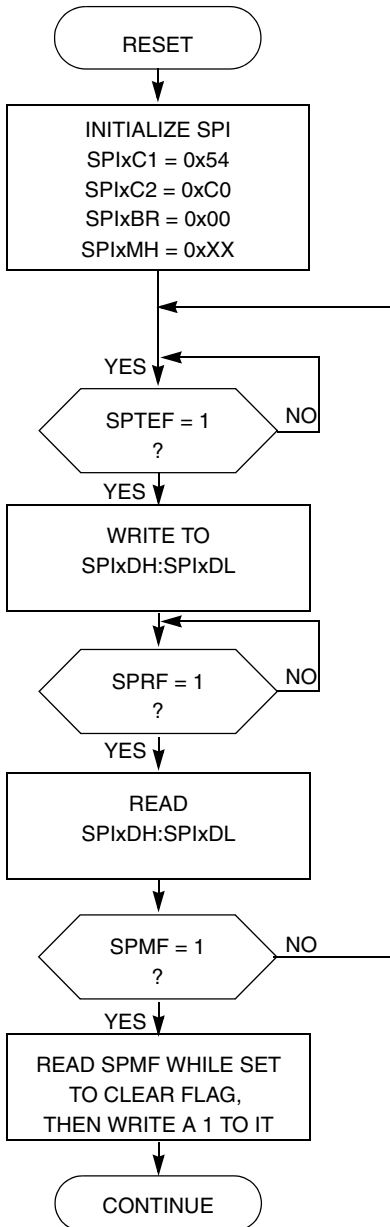 RESET
INITIALIZE SPI
SPIxC1 = 0x54
SPIxC2 = 0xC0
SPIxBR = 0x00
SPIxMH = 0xXX
YES
SPTEF = 1
?
NO
YES
WRITE TO
SPIxDH:SPIxDL
SPRF = 1
?
NO
YES
READ
SPIxDH:SPIxDL
SPMF = 1
?
NO
YES
READ SPMF WHILE SET
TO CLEAR FLAG,
THEN WRITE A 1 TO IT
CONTINUE